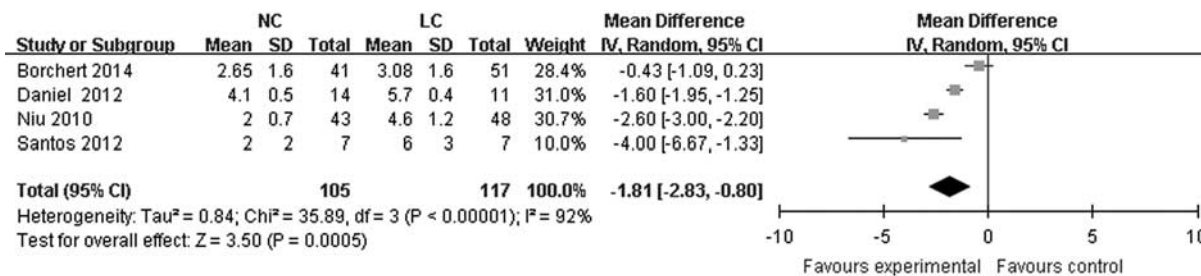 NC LC Mean Difference Mean Difference
Study or Subgroup Mean SD Total Mean SD Total Weight IV, Random, 95% CI IV, Random, 95% CI
Borchert 2014 2.65 1.6 41 3.08 1.6 51 28.4% -0.43 [-1.09, 0.23]
Daniel 2012 4.1 0.5 14 5.7 0.4 11 31.0% -1.60 [-1.95, -1.25]
Niu 2010 2 0.7 43 4.6 1.2 48 30.7% -2.60 [-3.00, -2.20]
Santos 2012 2 2 7 6 3 7 10.0% -4.00 [-6.67, -1.33]
Total (95% CI) 105 117 100.0% -1.81 [-2.83, -0.80]
Heterogeneity: Tau² = 0.84; Chi² = 35.89, df = 3 (P < 0.00001); I² = 92%
Test for overall effect: Z = 3.50 (P = 0.0005)
-10 -5 0 5 10
Favours experimental Favours control